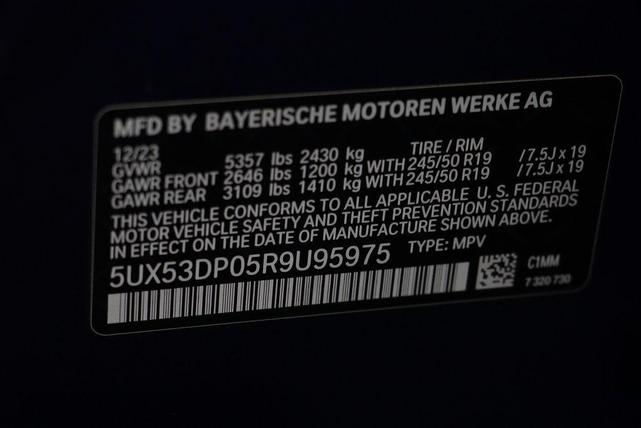 MFD BY BAYERISCHE MOTOREN WERKE AG
12/23 TIRE / RIM
GVWR 5357 lbs 2430 kg
GAWR FRONT 2646 lbs 1200 kg WITH 245/50 R19 / 7.5J x 19
GAWR REAR 3109 lbs 1410 kg WITH 245/50 R19 / 7.5J x 19
THIS VEHICLE CONFORMS TO ALL APPLICABLE U. S. FEDERAL
MOTOR VEHICLE SAFETY AND THEFT PREVENTION STANDARDS
IN EFFECT ON THE DATE OF MANUFACTURE SHOWN ABOVE.
5UX53DP05R9U95975 TYPE: MPV
C1MM
7 320 730